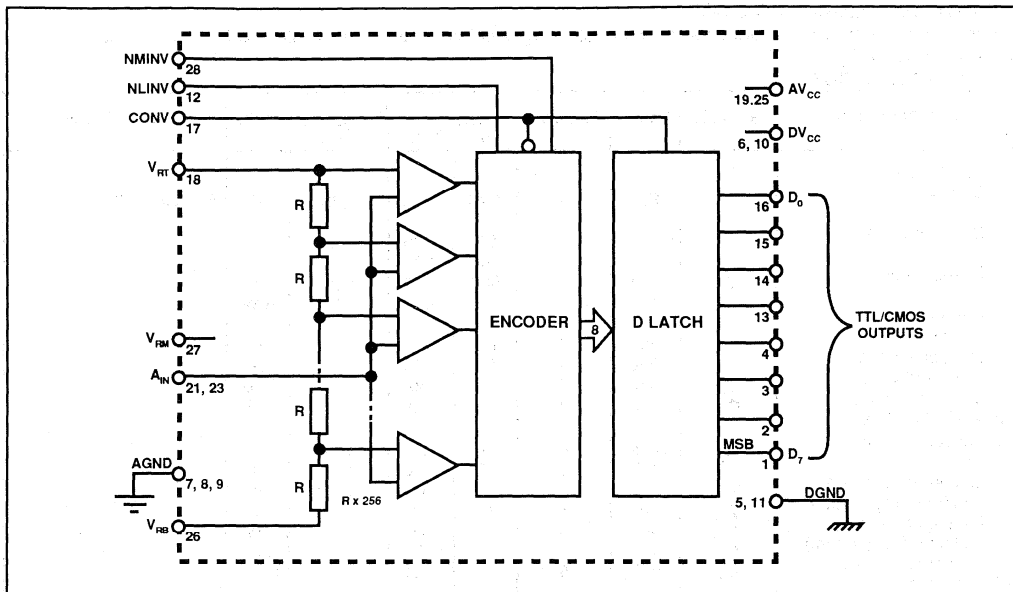 NMINV
28
NLINV
12
CONV
17
V_RT
18
R
R
V_RM
27
A_IN
21, 23
R
AGND
7, 8, 9
R
R x 256
V_RB
26
ENCODER
8
D LATCH
19.25
AV_CC
6, 10
DV_CC
16
D_0
15
14
13
4
3
2
MSB
1
D_7
TTL/CMOS
OUTPUTS
5, 11
DGND